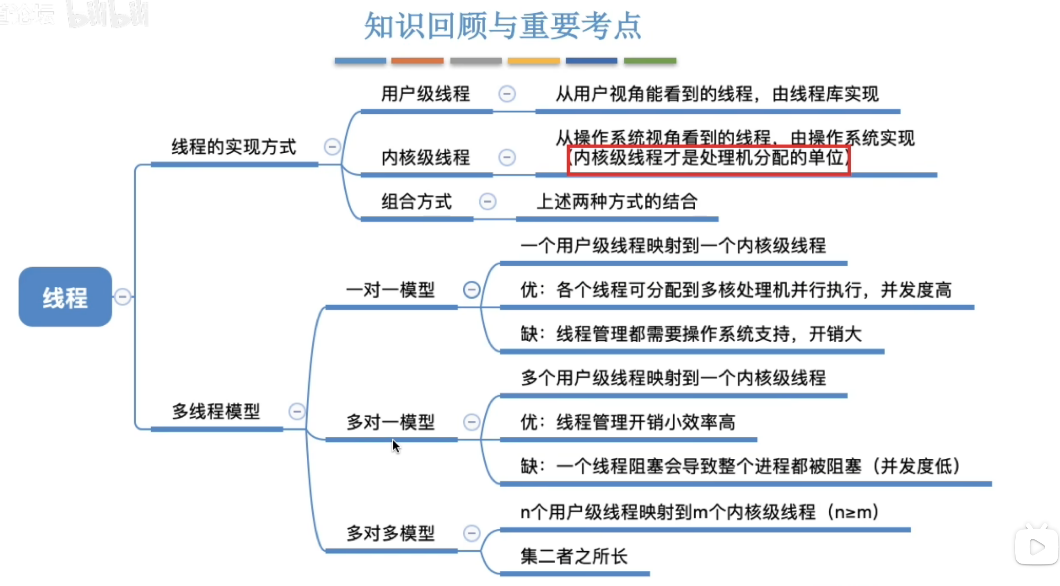 bilibili
知识回顾与重要考点
线程
线程的实现方式
用户级线程
从用户视角能看到的线程，由线程库实现
内核级线程
从操作系统视角看到的线程，由操作系统实现
（内核级线程才是处理机分配的单位）
组合方式
上述两种方式的结合
多线程模型
一对一模型
一个用户级线程映射到一个内核级线程
优：各个线程可分配到多核处理机并行执行，并发度高
缺：线程管理都需要操作系统支持，开销大
多对一模型
多个用户级线程映射到一个内核级线程
优：线程管理开销小效率高
缺：一个线程阻塞会导致整个进程都被阻塞（并发度低）
多对多模型
n个用户级线程映射到m个内核级线程（n≥m）
集二者之所长